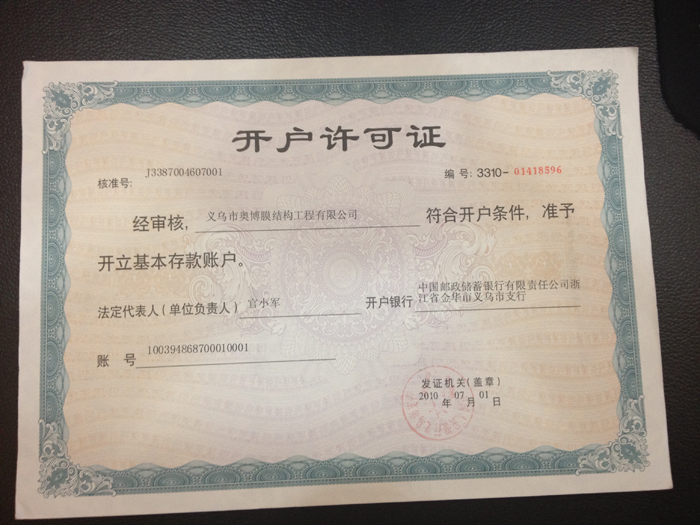 开户许可证
核准号: J3387004607001 编号: 3310-01418596
经审核, 义乌市奥博膜结构工程有限公司 符合开户条件, 准予
开立基本存款账户。
法定代表人(单位负责人) 官小军 开户银行 中国邮政储蓄银行有限责任公司浙
江省金华市义乌市支行
账 号 100394868700010001
发证机关(盖章)
2010 年 07 月 01 日